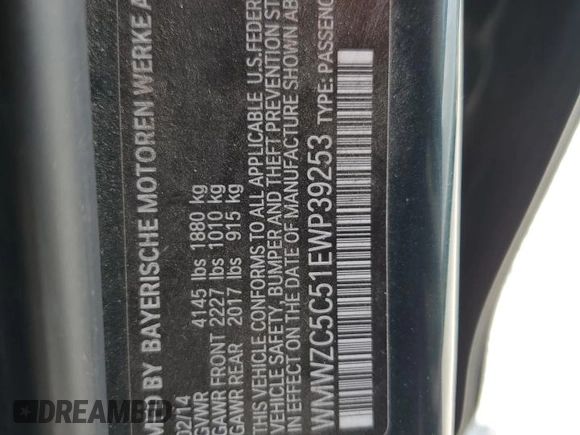 MFD BY BAYERISCHE MOTOREN WERKE A
02/14
GVWR 4145 lbs 1880 kg
GAWR FRONT 2227 lbs 1010 kg
GAWR REAR 2017 lbs 915 kg
THIS VEHICLE CONFORMS TO ALL APPLICABLE U.S. FEDER
VEHICLE SAFETY, BUMPER AND THEFT PREVENTION ST
IN EFFECT ON THE DATE OF MANUFACTURE SHOWN AB
WMWZC5C51EWP39253 TYPE: PASSENG
DREAMBID